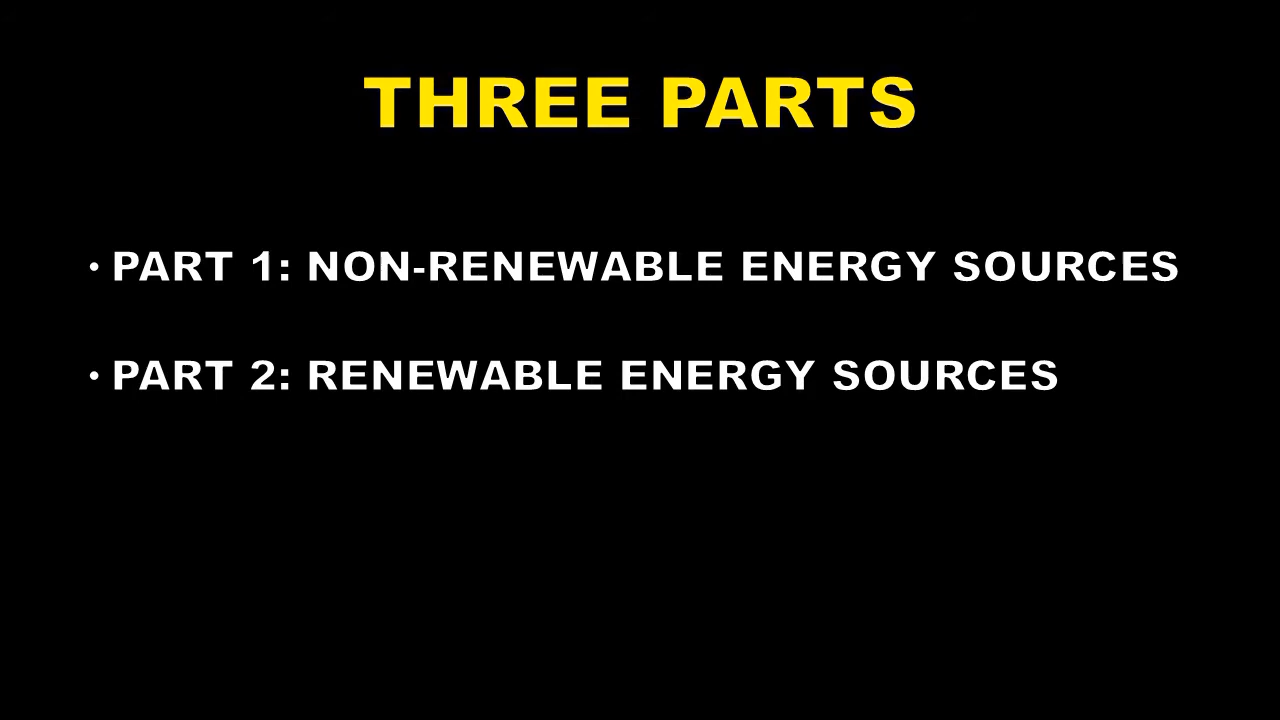 THREE PARTS
• PART 1: NON-RENEWABLE ENERGY SOURCES
• PART 2: RENEWABLE ENERGY SOURCES